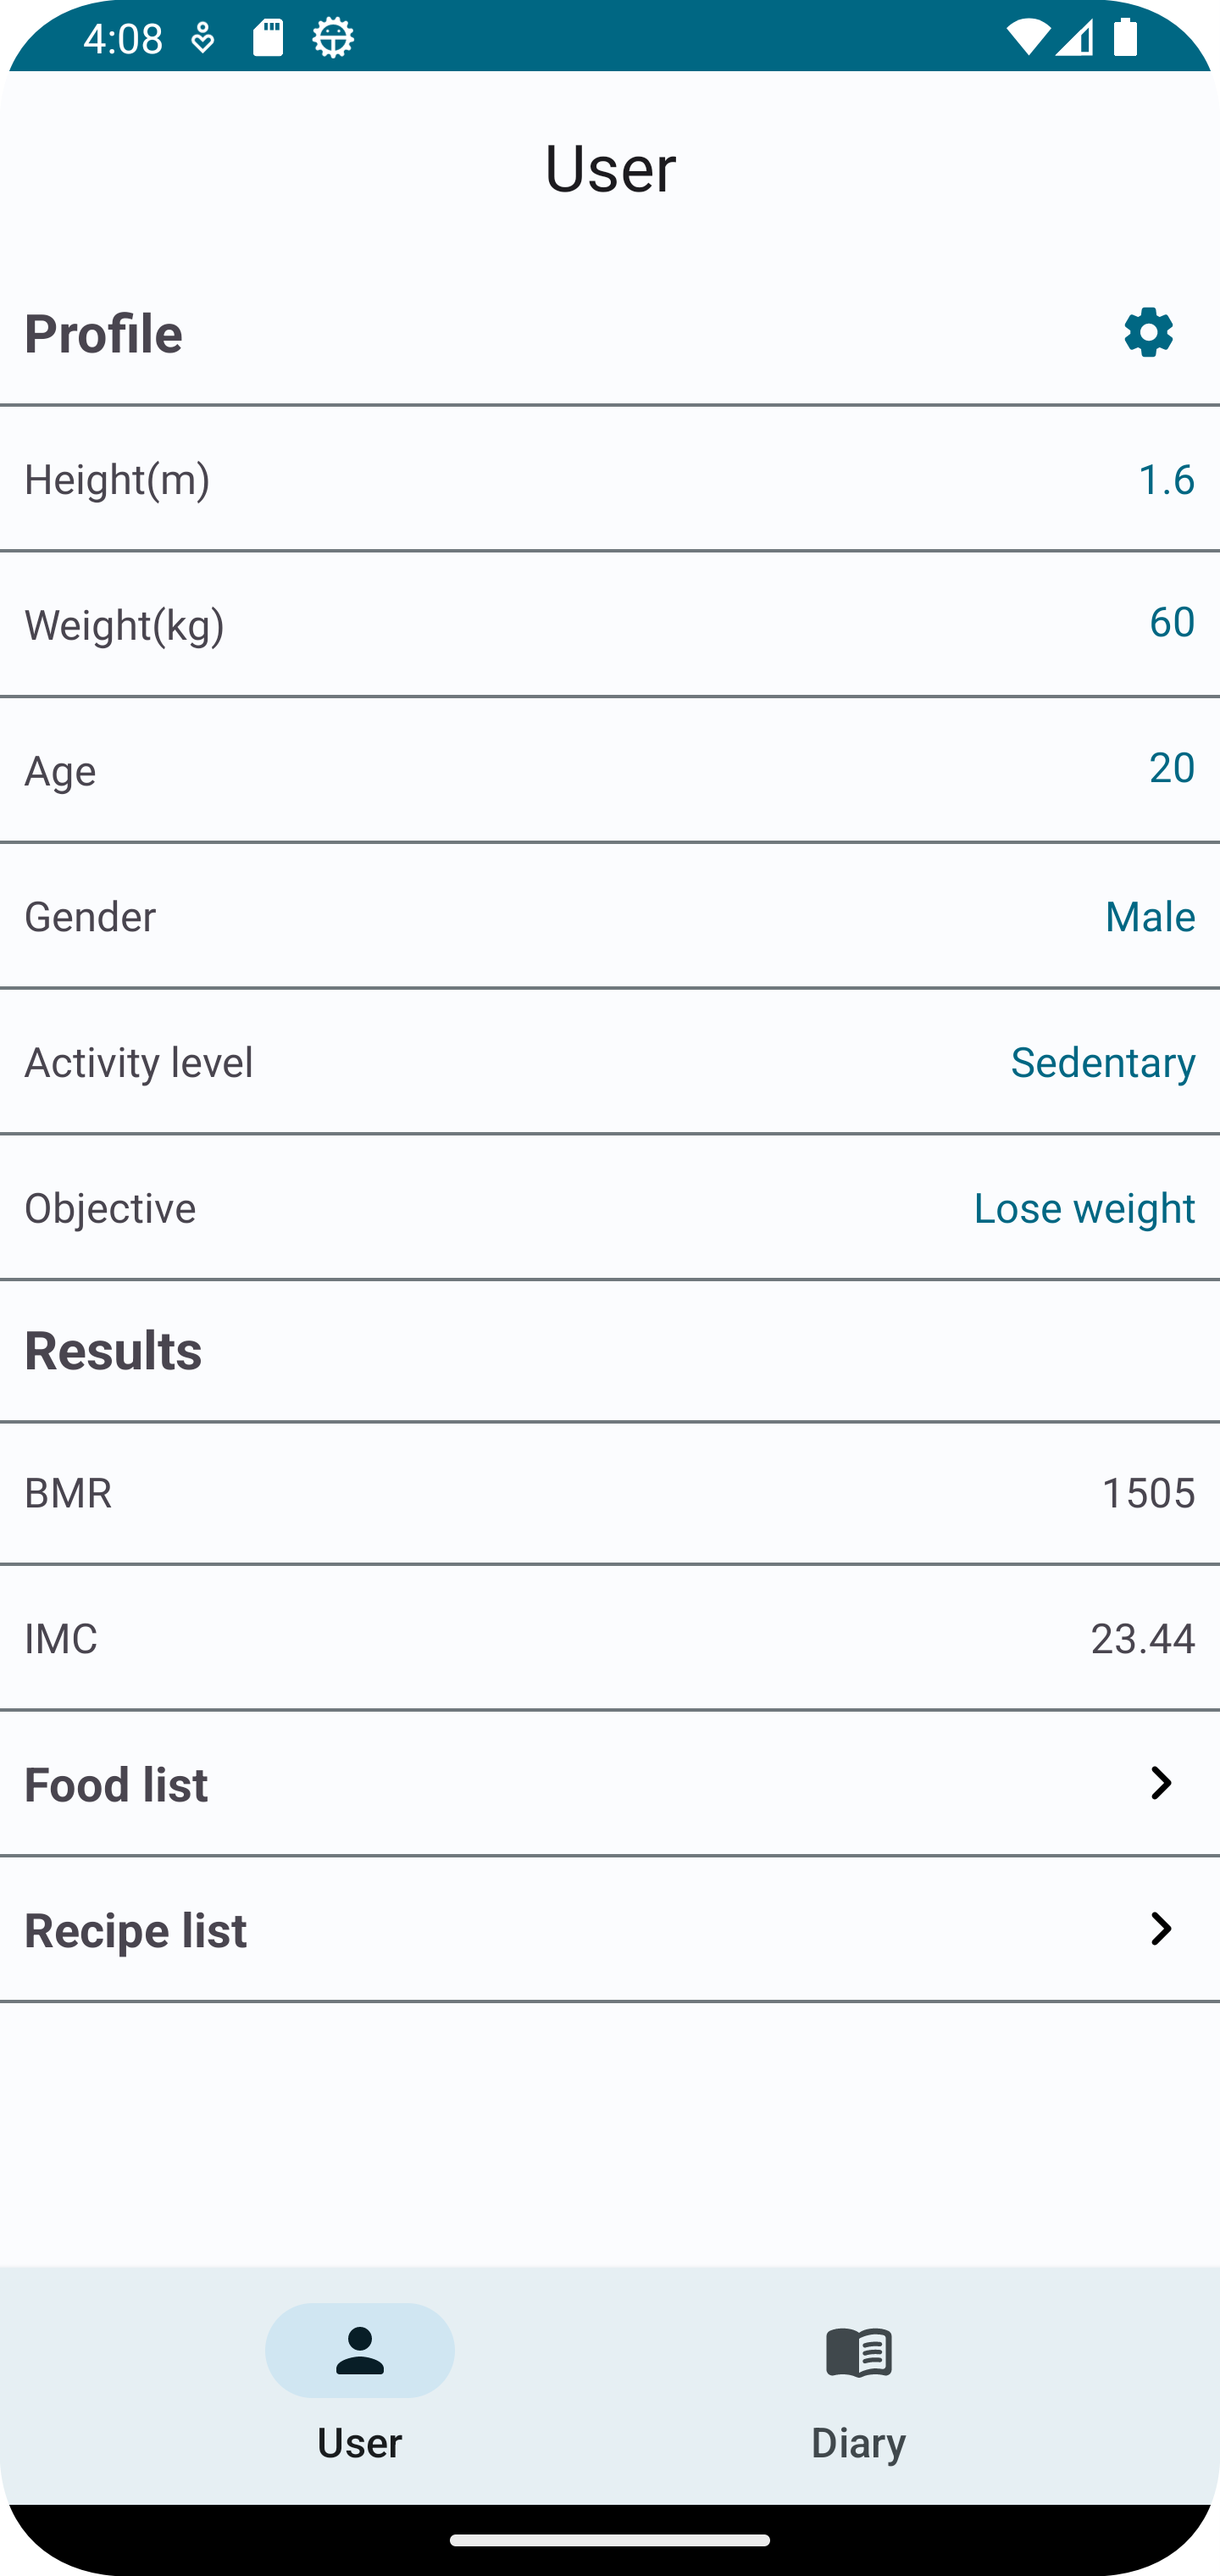 4:08
User
Profile
Height(m) 1.6
Weight(kg) 60
Age 20
Gender Male
Activity level Sedentary
Objective Lose weight
Results
BMR 1505
IMC 23.44
Food list
Recipe list
User Diary